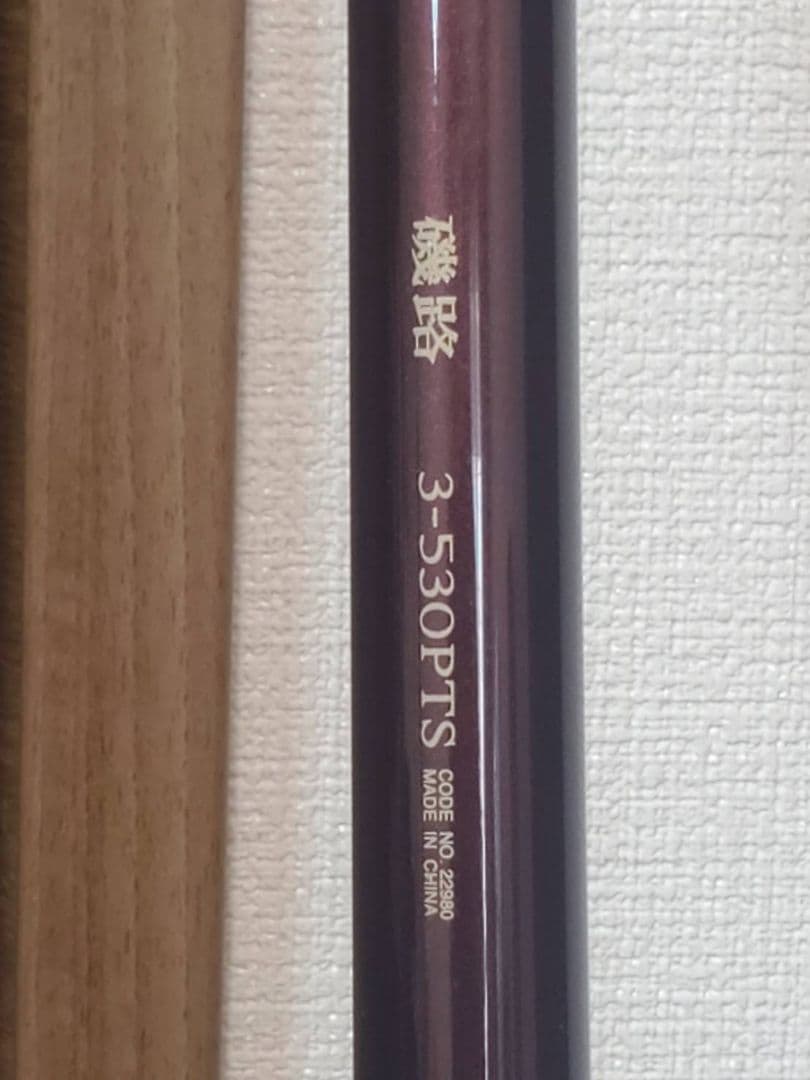 磯路 3-530PTS
CODE NO. 22980
MADE IN CHINA